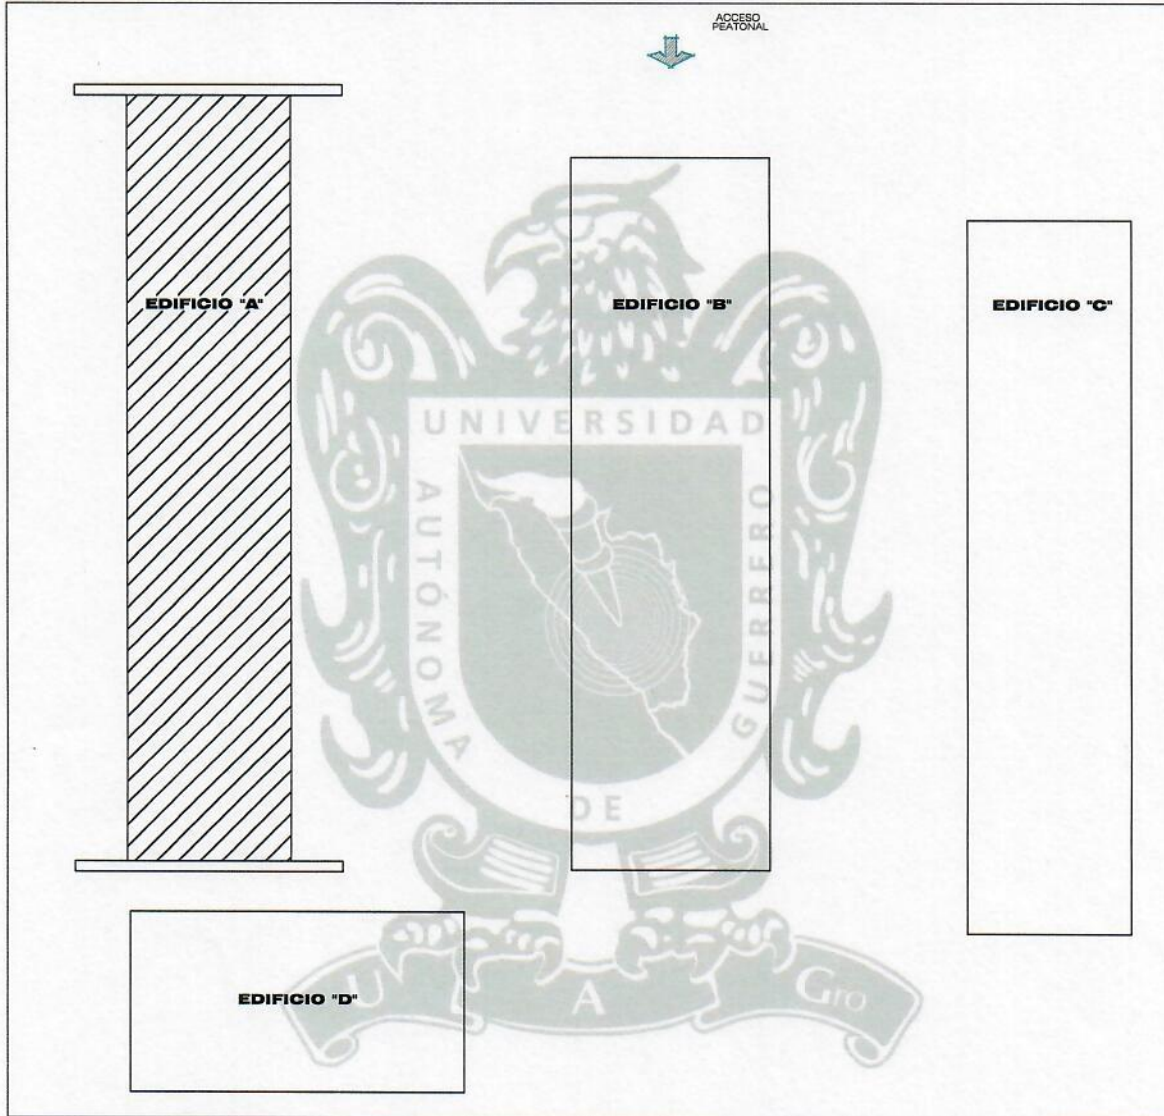 ACCESO
PEATONAL
EDIFICIO "A"
EDIFICIO "B"
EDIFICIO "C"
UNIVERSIDAD
AUTÓNOMA
DE
GUERRERO
EDIFICIO "D"
U
A
Gro